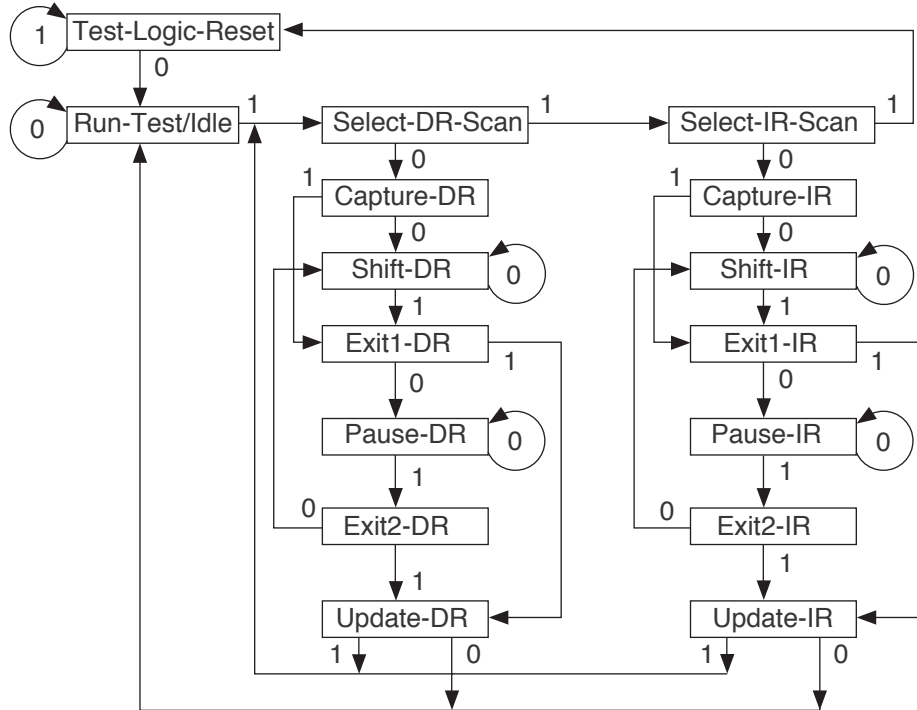 1 Test-Logic-Reset
0
0 Run-Test/Idle 1 Select-DR-Scan 1 Select-IR-Scan 1
0 0
1 Capture-DR 1 Capture-IR
0 0
Shift-DR 0 Shift-IR 0
1 1
Exit1-DR 1 Exit1-IR 1
0 0
Pause-DR 0 Pause-IR 0
1 1
0 Exit2-DR 0 Exit2-IR
1 1
Update-DR Update-IR
1 0 1 0